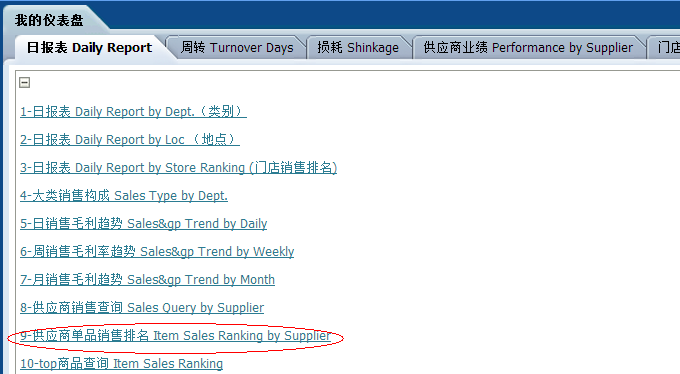 我的仪表盘
日报表 Daily Report 周转 Turnover Days 损耗 Shinkage 供应商业绩 Performance by Supplier 门店
1-日报表 Daily Report by Dept.（类别）
2-日报表 Daily Report by Loc （地点）
3-日报表 Daily Report by Store Ranking (门店销售排名)
4-大类销售构成 Sales Type by Dept.
5-日销售毛利趋势 Sales&gp Trend by Daily
6-周销售毛利率趋势 Sales&gp Trend by Weekly
7-月销售毛利趋势 Sales&gp Trend by Month
8-供应商销售查询 Sales Query by Supplier
9-供应商单品销售排名 Item Sales Ranking by Supplier
10-top商品查询 Item Sales Ranking